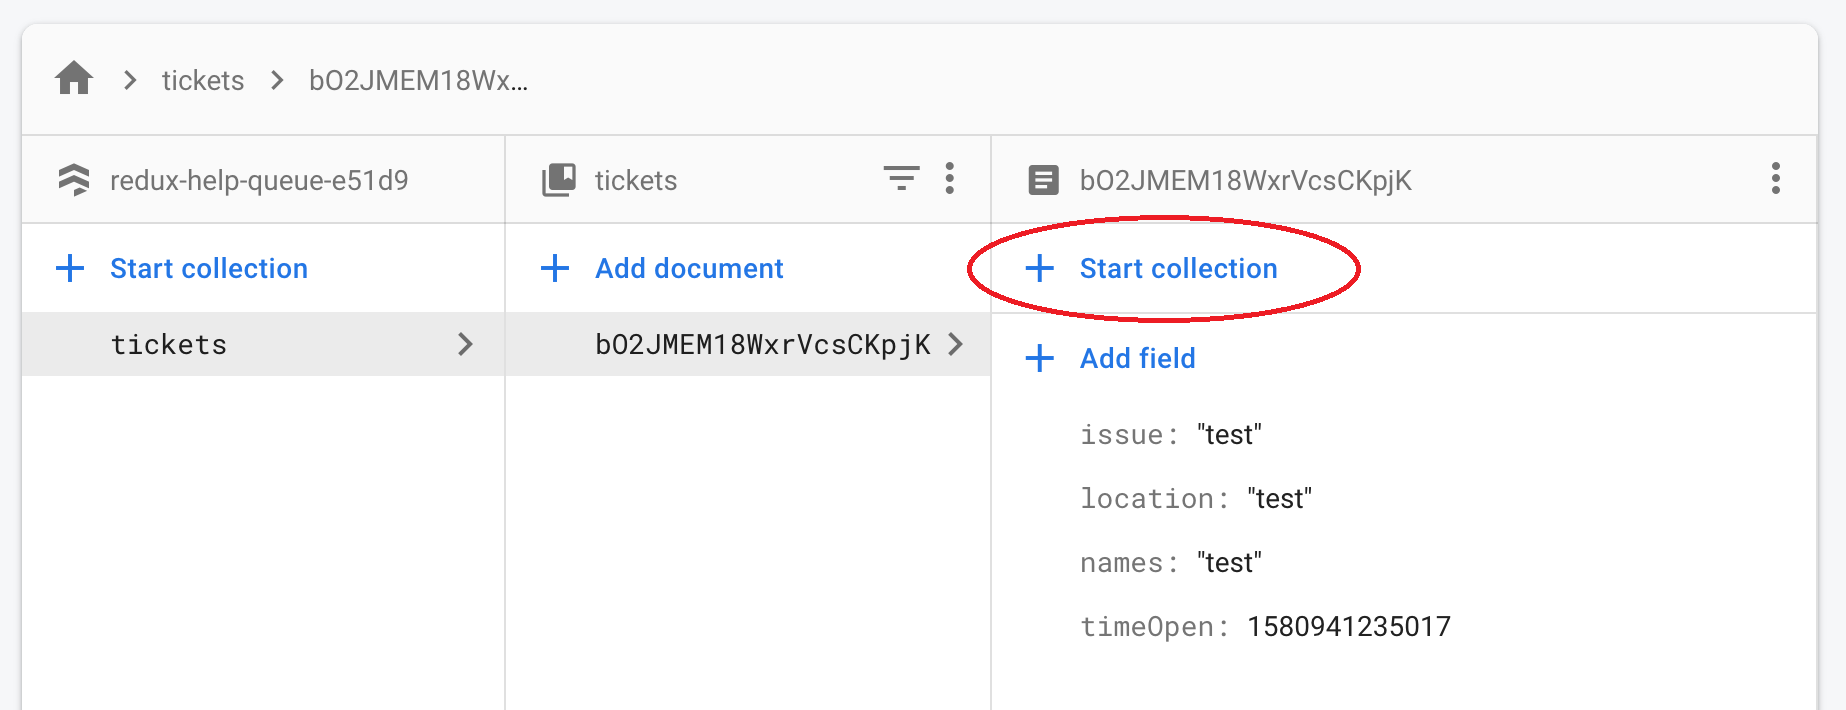 tickets bO2JMEM18Wx...
redux-help-queue-e51d9 tickets bO2JMEM18WxrVcsCKpjK
Start collection Add document Start collection
tickets bO2JMEM18WxrVcsCKpjK
Add field
issue: "test"
location: "test"
names: "test"
timeOpen: 1580941235017